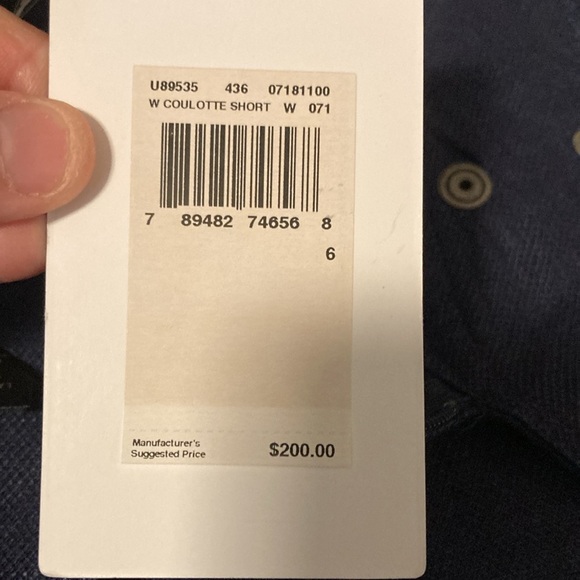 U89535 436 07181100
W COULOTTE SHORT W 071
7 89482 74656 8
6
Manufacturer's
Suggested Price $200.00